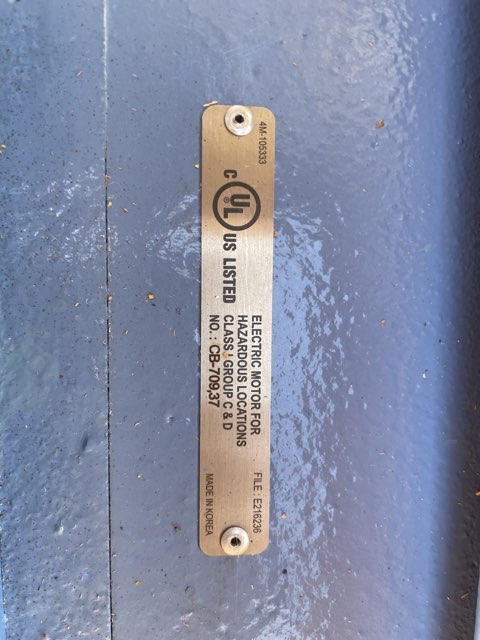 4M-105333
C UL ® US LISTED
ELECTRIC MOTOR FOR
HAZARDOUS LOCATIONS
CLASS I GROUP C & D
NO. : CB-709,37
FILE : E216236
MADE IN KOREA